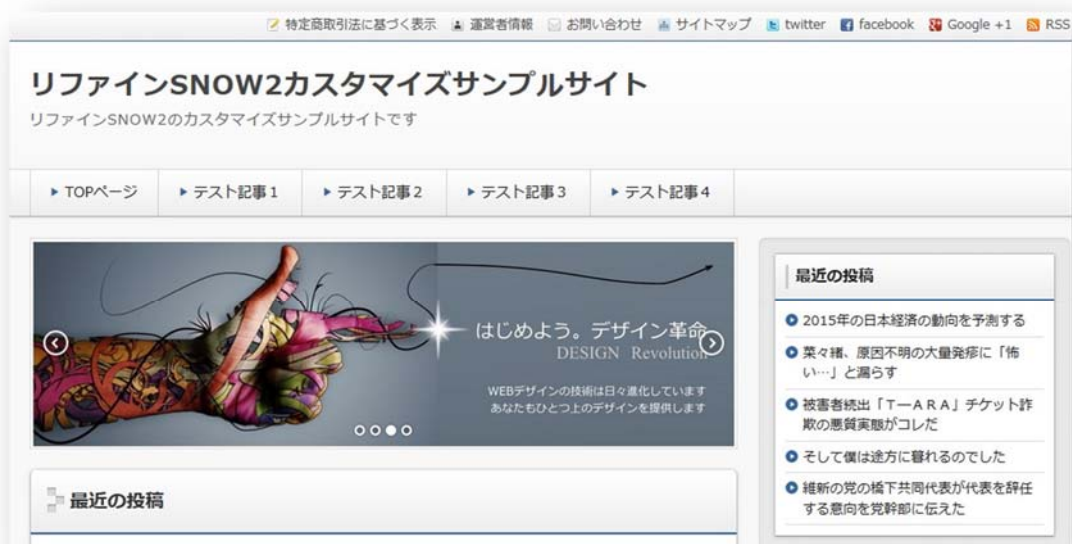 特定商取引法に基づく表示 運営者情報 お問い合わせ サイトマップ twitter facebook Google +1 RSS
リファインSNOW2カスタマイズサンプルサイト
リファインSNOW2のカスタマイズサンプルサイトです
TOPページ テスト記事1 テスト記事2 テスト記事3 テスト記事4
はじめよう。デザイン革命
DESIGN Revolution
WEBデザインの技術は日々進化しています
あなたもひとつ上のデザインを提供します
最近の投稿
最近の投稿
2015年の日本経済の動向を予測する
菜々緒、原因不明の大量発疹に「怖
い…」と漏らす
被害者続出「T―ARA」チケット詐
欺の悪質実態がコレだ
そして僕は途方に暮れるのでした
維新の党の橋下共同代表が代表を辞任
する意向を党幹部に伝えた